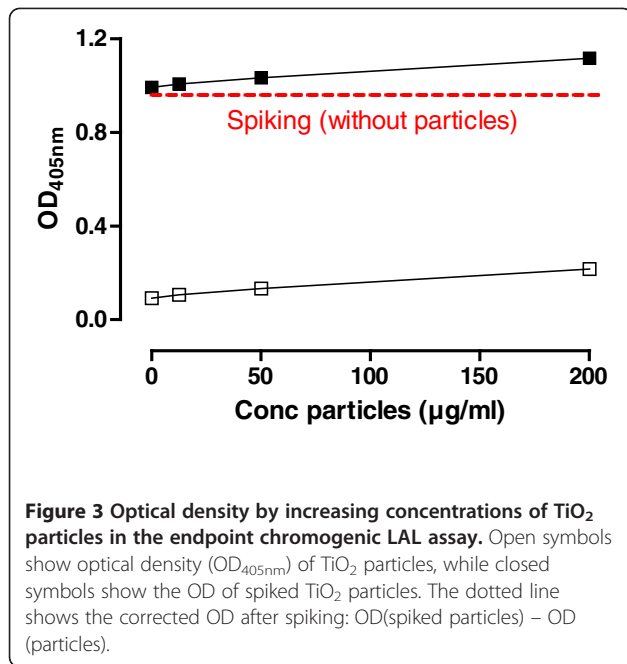 1.2
0.8
0.4
0.0
OD405nm
Spiking (without particles)
0 50 100 150 200
Conc particles (µg/ml)
Figure 3 Optical density by increasing concentrations of TiO2
particles in the endpoint chromogenic LAL assay. Open symbols
show optical density (OD405nm) of TiO2 particles, while closed
symbols show the OD of spiked TiO2 particles. The dotted line
shows the corrected OD after spiking: OD(spiked particles) – OD
(particles).